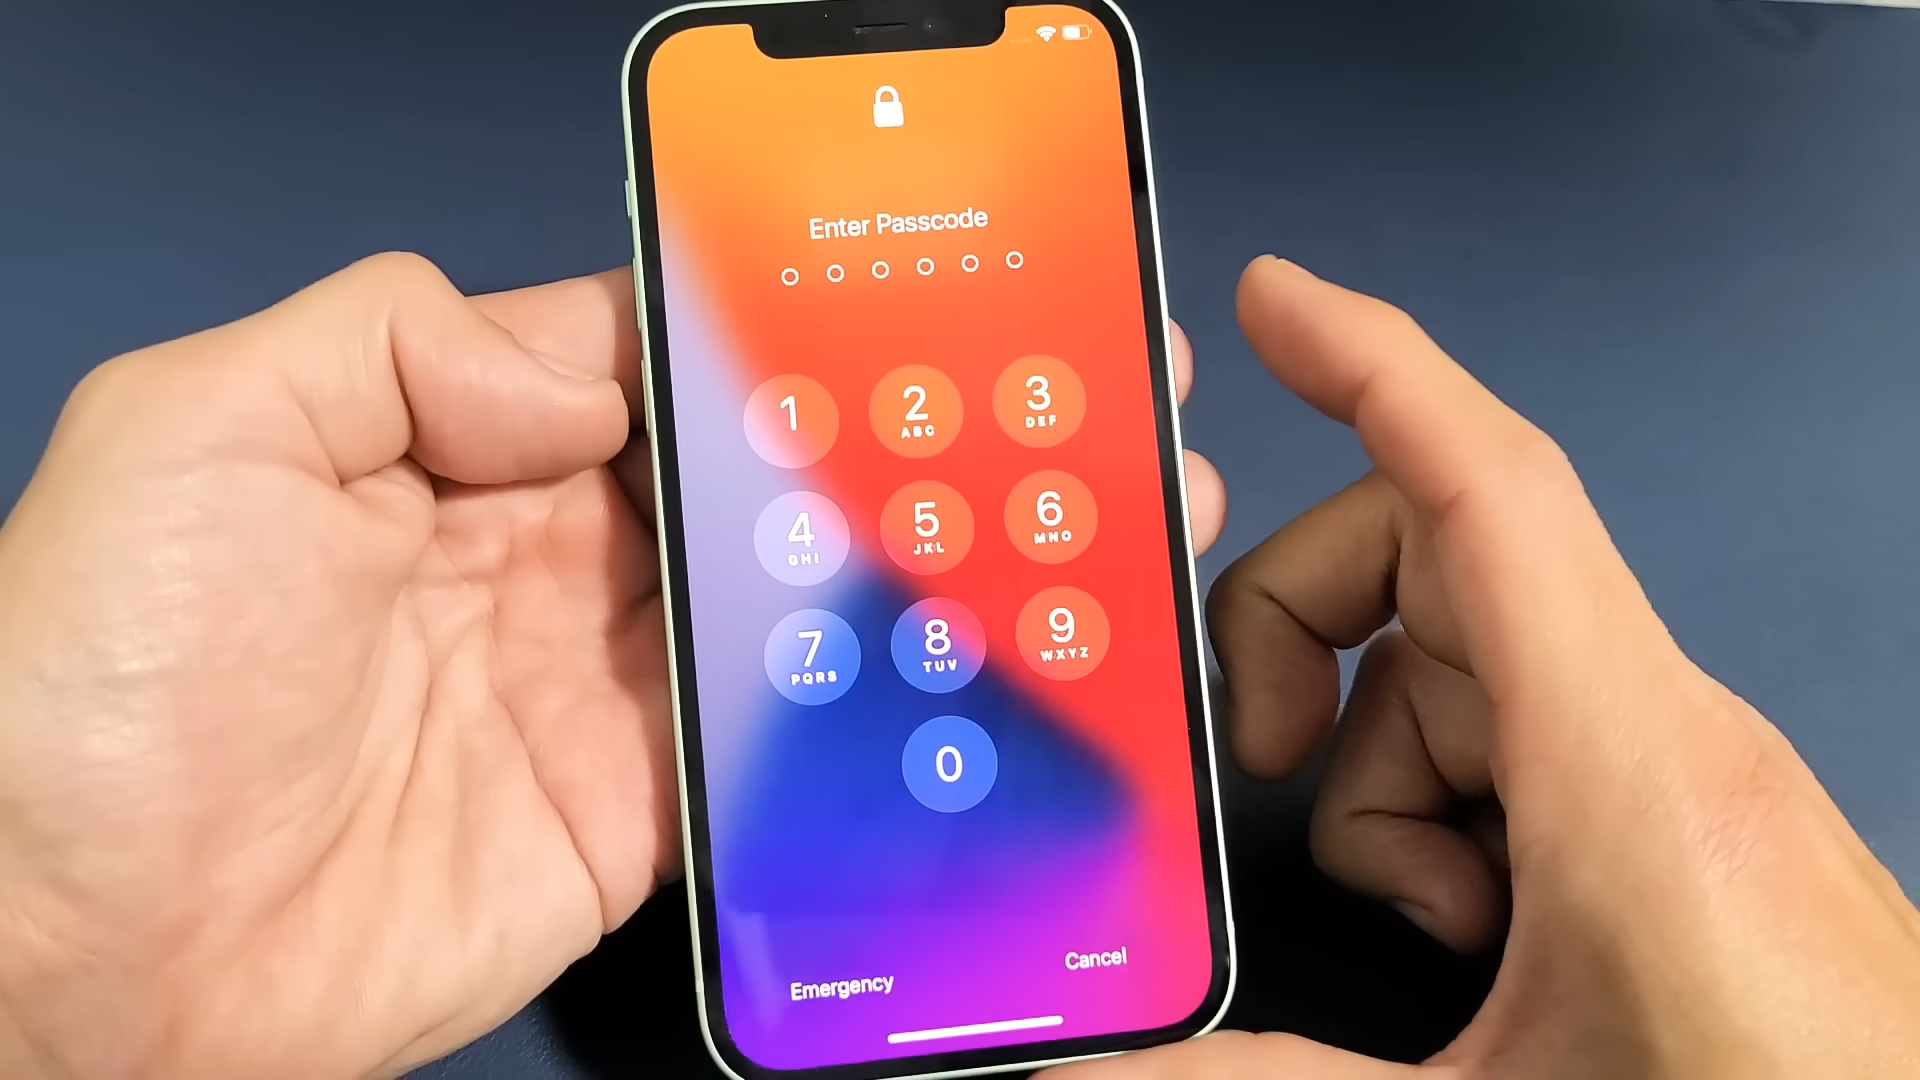 Enter Passcode
1
2
ABC
3
DEF
4
GHI
5
JKL
6
MNO
7
PQRS
8
TUV
9
WXYZ
0
Emergency
Cancel